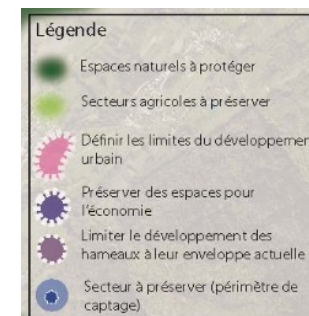 Légende
Espaces naturels à protéger
Secteurs agricoles à préserver
Définir les limites du développemen
urbain
Préserver des espaces pour
l'économie
Limiter le développement des
hameaux à leur enveloppe actuelle
Secteur à préserver (périmètre de
captage)